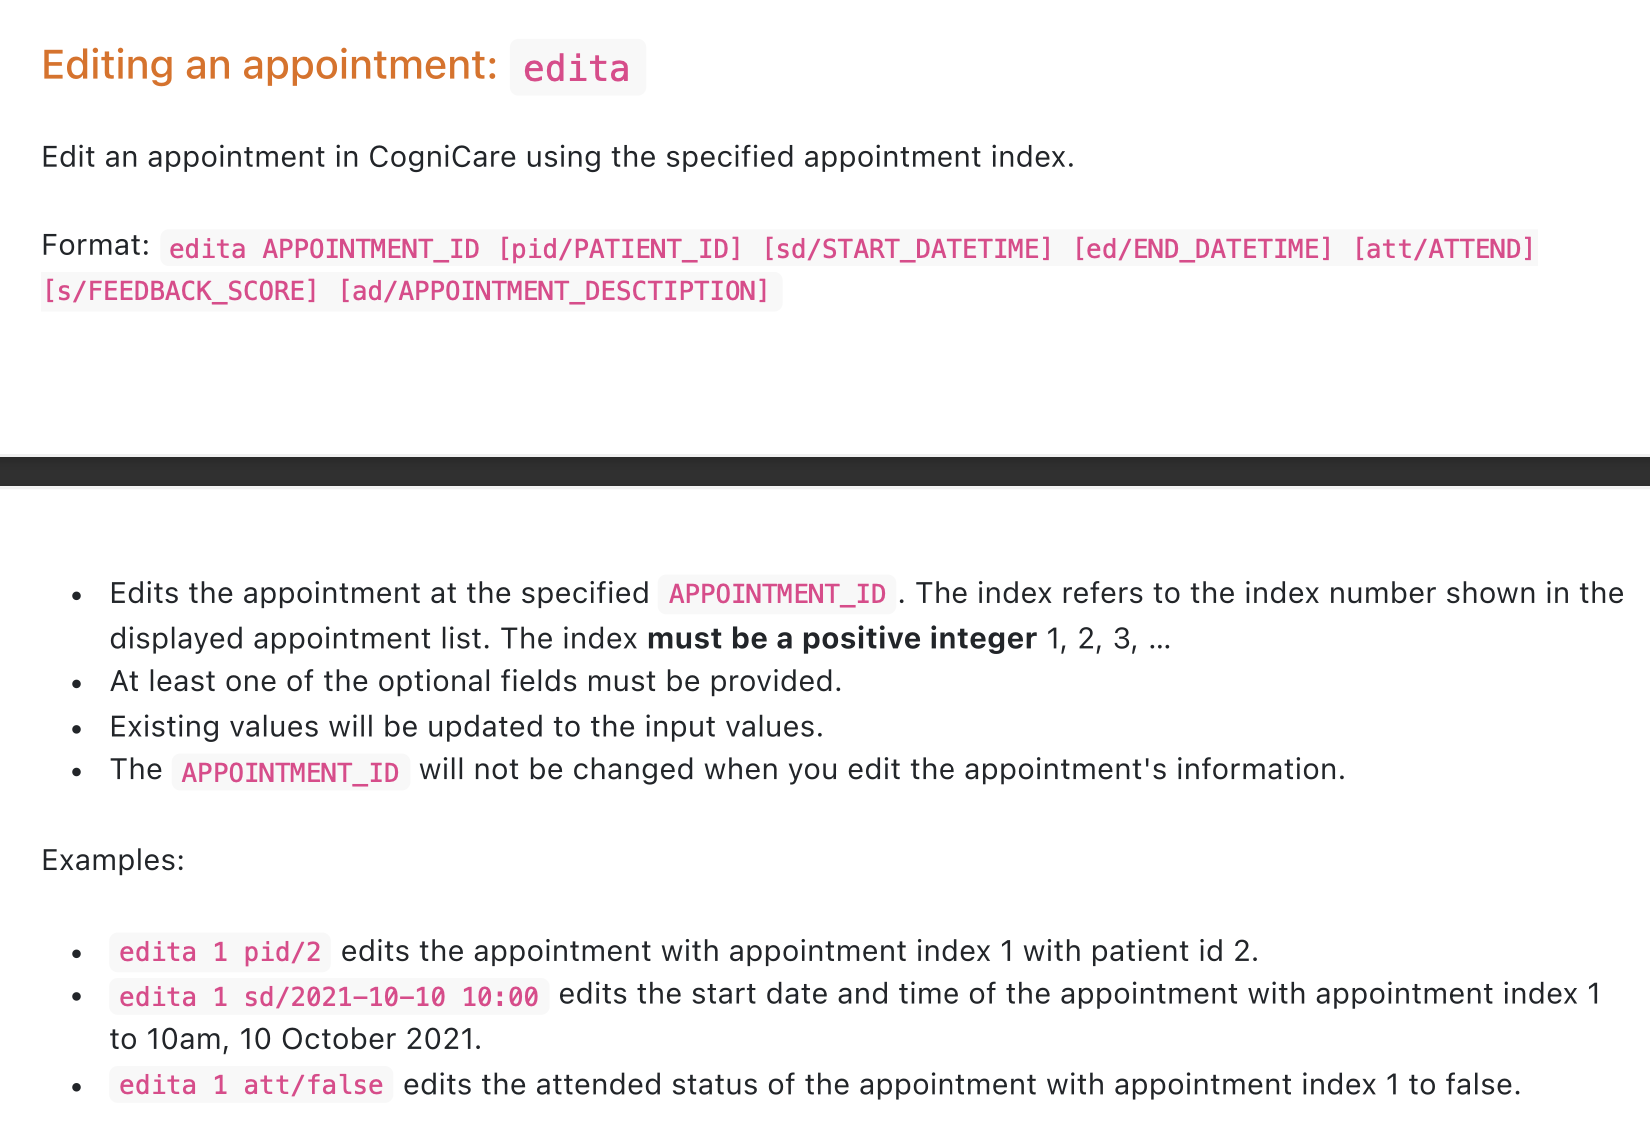 Editing an appointment: edita
Edit an appointment in CogniCare using the specified appointment index.
Format: edita APPOINTMENT_ID [pid/PATIENT_ID] [sd/START_DATETIME] [ed/END_DATETIME] [att/ATTEND]
[s/FEEDBACK_SCORE] [ad/APPOINTMENT_DESCTIPTION]
• Edits the appointment at the specified APPOINTMENT_ID . The index refers to the index number shown in the
displayed appointment list. The index must be a positive integer 1, 2, 3, …
• At least one of the optional fields must be provided.
• Existing values will be updated to the input values.
• The APPOINTMENT_ID will not be changed when you edit the appointment's information.
Examples:
• edita 1 pid/2 edits the appointment with appointment index 1 with patient id 2.
• edita 1 sd/2021-10-10 10:00 edits the start date and time of the appointment with appointment index 1
to 10am, 10 October 2021.
• edita 1 att/false edits the attended status of the appointment with appointment index 1 to false.